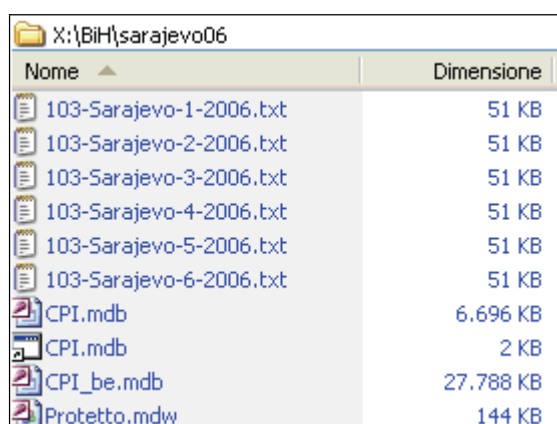 X:\BiH\sarajevo06
Nome Dimensione
103-Sarajevo-1-2006.txt 51 KB
103-Sarajevo-2-2006.txt 51 KB
103-Sarajevo-3-2006.txt 51 KB
103-Sarajevo-4-2006.txt 51 KB
103-Sarajevo-5-2006.txt 51 KB
103-Sarajevo-6-2006.txt 51 KB
CPI.mdb 6.696 KB
CPI.mdb 2 KB
CPI_be.mdb 27.788 KB
Protetto.mdw 144 KB